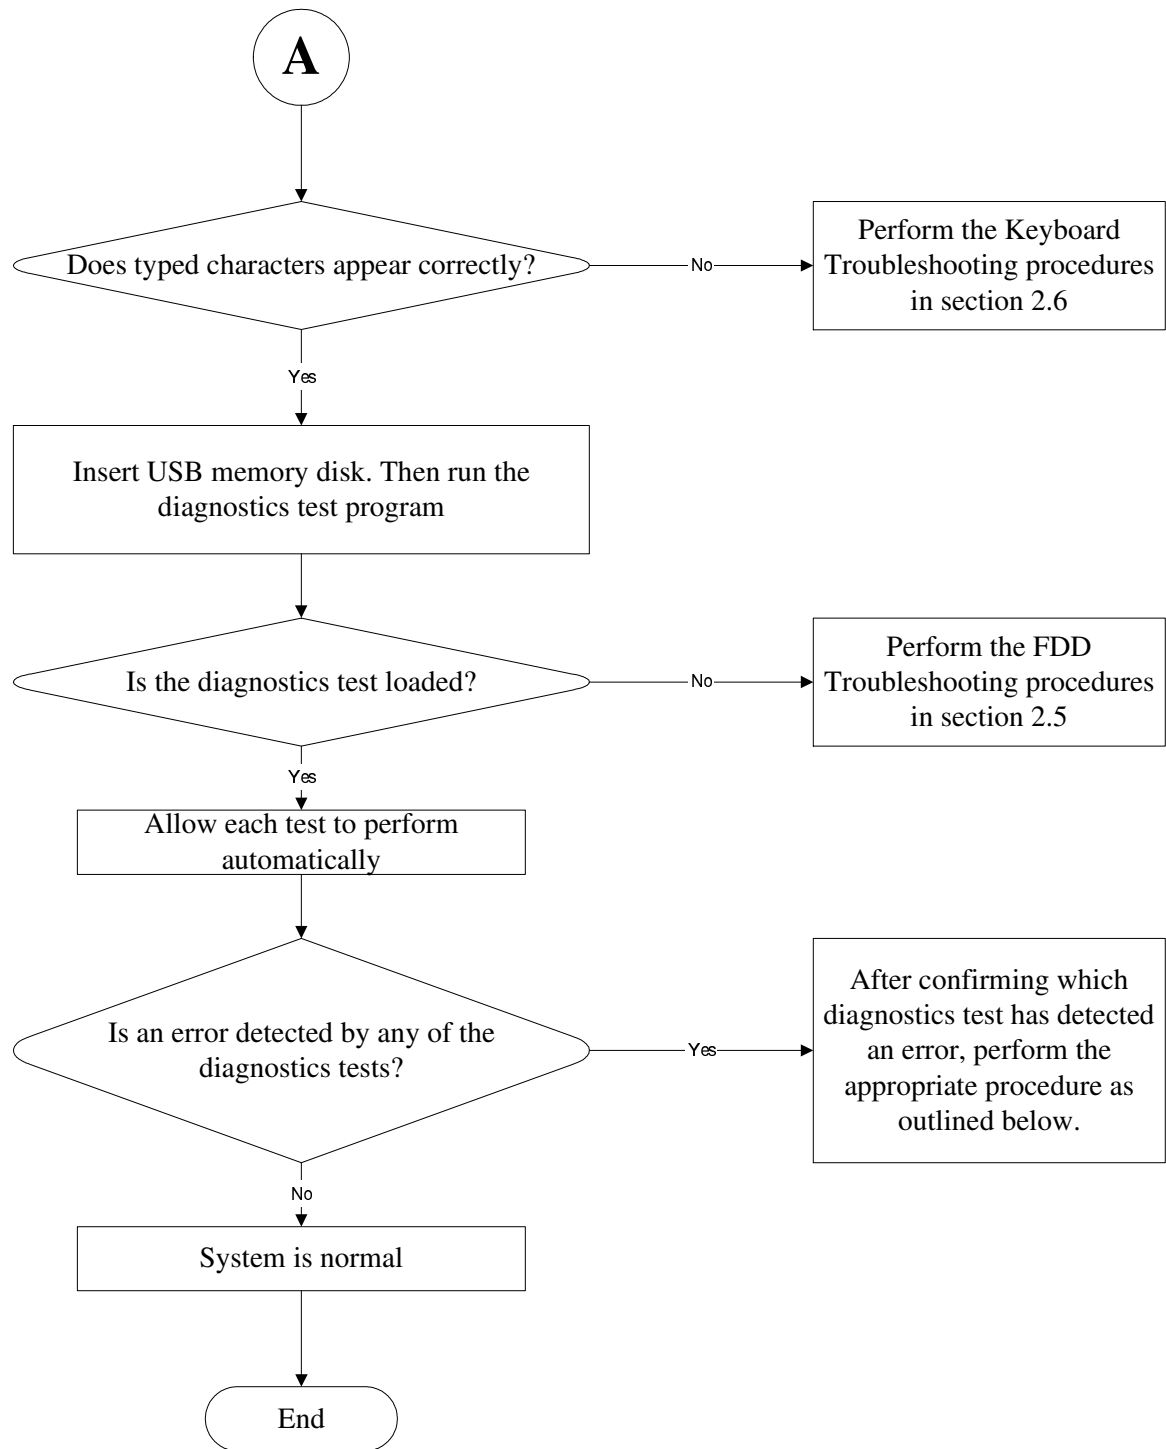 A
Does typed characters appear correctly?
No
Perform the Keyboard
Troubleshooting procedures
in section 2.6
Yes
Insert USB memory disk. Then run the
diagnostics test program
Is the diagnostics test loaded?
No
Perform the FDD
Troubleshooting procedures
in section 2.5
Yes
Allow each test to perform
automatically
Is an error detected by any of the
diagnostics tests?
Yes
After confirming which
diagnostics test has detected
an error, perform the
appropriate procedure as
outlined below.
No
System is normal
End